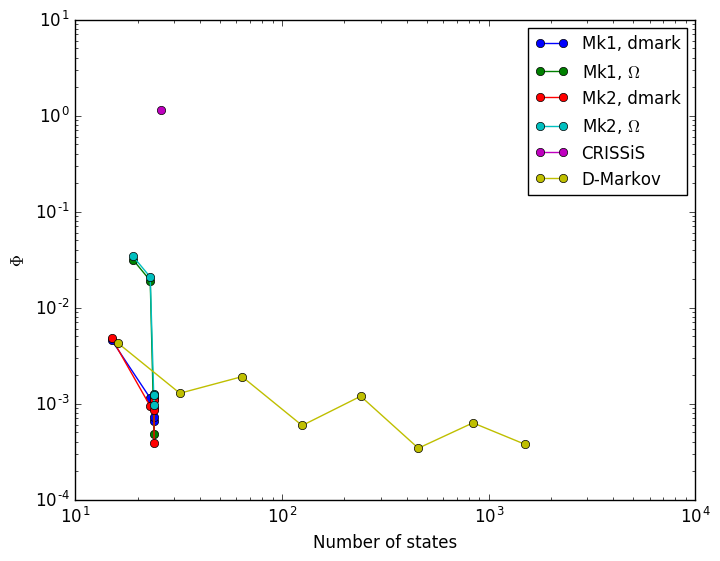 10^1
10^0
10^-1
10^-2
10^-3
10^-4
Φ
10^1 10^2 10^3 10^4
Number of states
Mk1, dmark
Mk1, Ω
Mk2, dmark
Mk2, Ω
CRISSiS
D-Markov